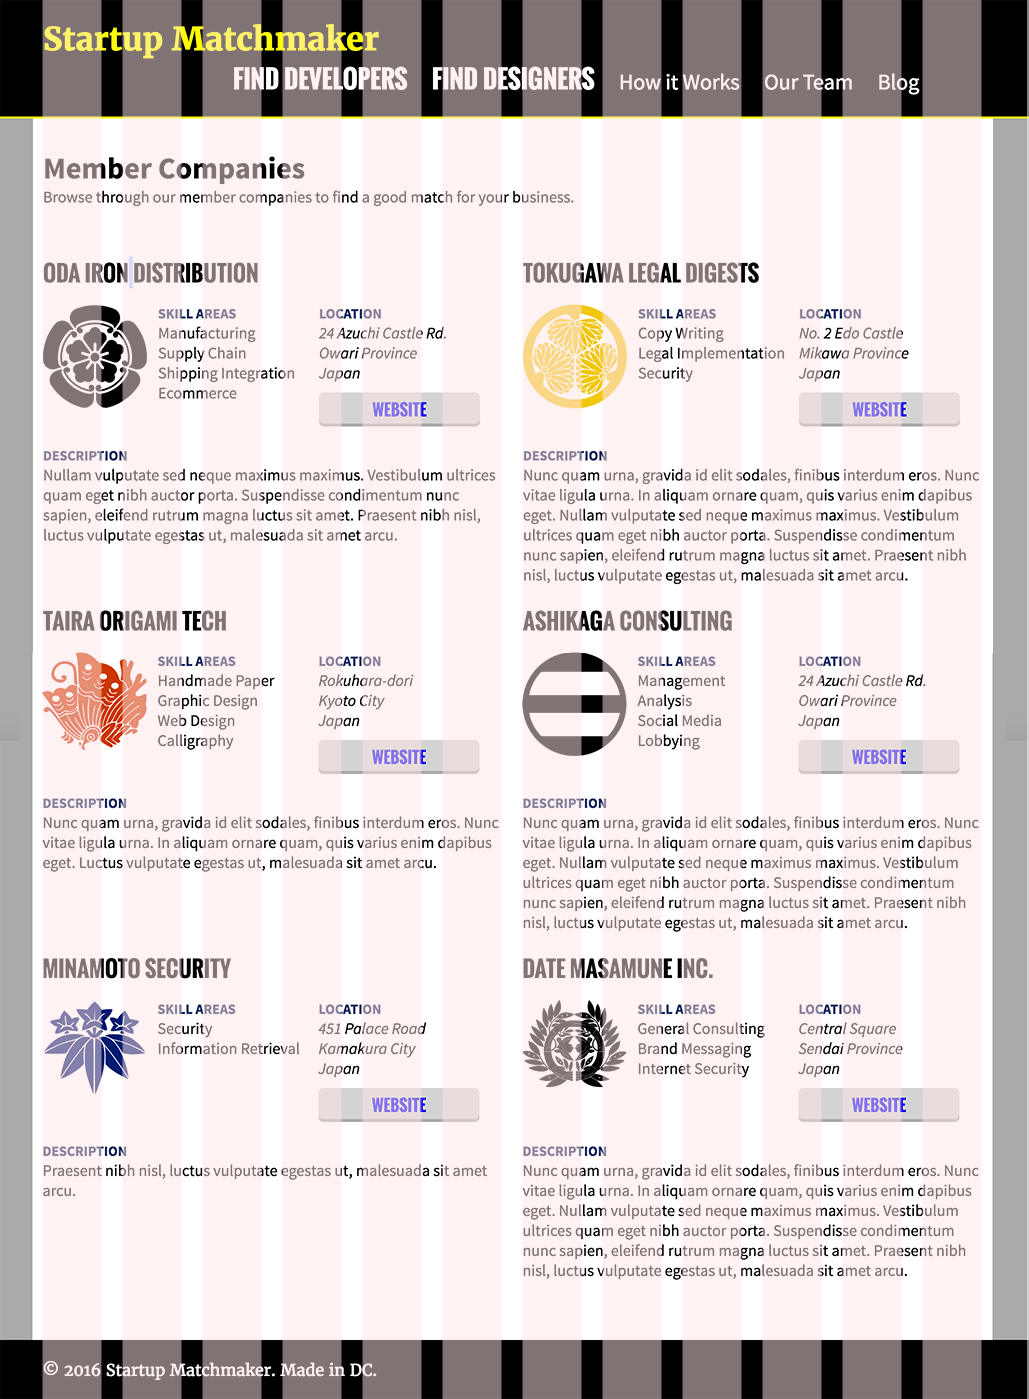 Startup Matchmaker
FIND DEVELOPERS FIND DESIGNERS How it Works Our Team Blog
Member Companies
Browse through our member companies to find a good match for your business.
ODA IRON DISTRIBUTION
SKILL AREAS
Manufacturing
Supply Chain
Shipping Integration
Ecommerce
LOCATION
24 Azuchi Castle Rd.
Owari Province
Japan
WEBSITE
DESCRIPTION
Nullam vulputate sed neque maximus maximus. Vestibulum ultrices
quam eget nibh auctor porta. Suspendisse condimentum nunc
sapien, eleifend rutrum magna luctus sit amet. Praesent nibh nisl,
luctus vulputate egestas ut, malesuada sit amet arcu.
TOKUGAWA LEGAL DIGESTS
SKILL AREAS
Copy Writing
Legal Implementation
Security
LOCATION
No. 2 Edo Castle
Mikawa Province
Japan
WEBSITE
DESCRIPTION
Nunc quam urna, gravida id elit sodales, finibus interdum eros. Nunc
vitae ligula urna. In aliquam ornare quam, quis varius enim dapibus
eget. Nullam vulputate sed neque maximus maximus. Vestibulum
ultrices quam eget nibh auctor porta. Suspendisse condimentum
nunc sapien, eleifend rutrum magna luctus sit amet. Praesent nibh
nisl, luctus vulputate egestas ut, malesuada sit amet arcu.
TAIRA ORIGAMI TECH
SKILL AREAS
Handmade Paper
Graphic Design
Web Design
Calligraphy
LOCATION
Rokuhara-dori
Kyoto City
Japan
WEBSITE
DESCRIPTION
Nunc quam urna, gravida id elit sodales, finibus interdum eros. Nunc
vitae ligula urna. In aliquam ornare quam, quis varius enim dapibus
eget. Luctus vulputate egestas ut, malesuada sit amet arcu.
ASHIKAGA CONSULTING
SKILL AREAS
Management
Analysis
Social Media
Lobbying
LOCATION
24 Azuchi Castle Rd.
Owari Province
Japan
WEBSITE
DESCRIPTION
Nunc quam urna, gravida id elit sodales, finibus interdum eros. Nunc
vitae ligula urna. In aliquam ornare quam, quis varius enim dapibus
eget. Nullam vulputate sed neque maximus maximus. Vestibulum
ultrices quam eget nibh auctor porta. Suspendisse condimentum
nunc sapien, eleifend rutrum magna luctus sit amet. Praesent nibh
nisl, luctus vulputate egestas ut, malesuada sit amet arcu.
MINAMOTO SECURITY
SKILL AREAS
Security
Information Retrieval
LOCATION
451 Palace Road
Kamakura City
Japan
WEBSITE
DESCRIPTION
Praesent nibh nisl, luctus vulputate egestas ut, malesuada sit amet
arcu.
DATE MASAMUNE INC.
SKILL AREAS
General Consulting
Brand Messaging
Internet Security
LOCATION
Central Square
Sendai Province
Japan
WEBSITE
DESCRIPTION
Nunc quam urna, gravida id elit sodales, finibus interdum eros. Nunc
vitae ligula urna. In aliquam ornare quam, quis varius enim dapibus
eget. Nullam vulputate sed neque maximus maximus. Vestibulum
ultrices quam eget nibh auctor porta. Suspendisse condimentum
nunc sapien, eleifend rutrum magna luctus sit amet. Praesent nibh
nisl, luctus vulputate egestas ut, malesuada sit amet arcu.
© 2016 Startup Matchmaker. Made in DC.